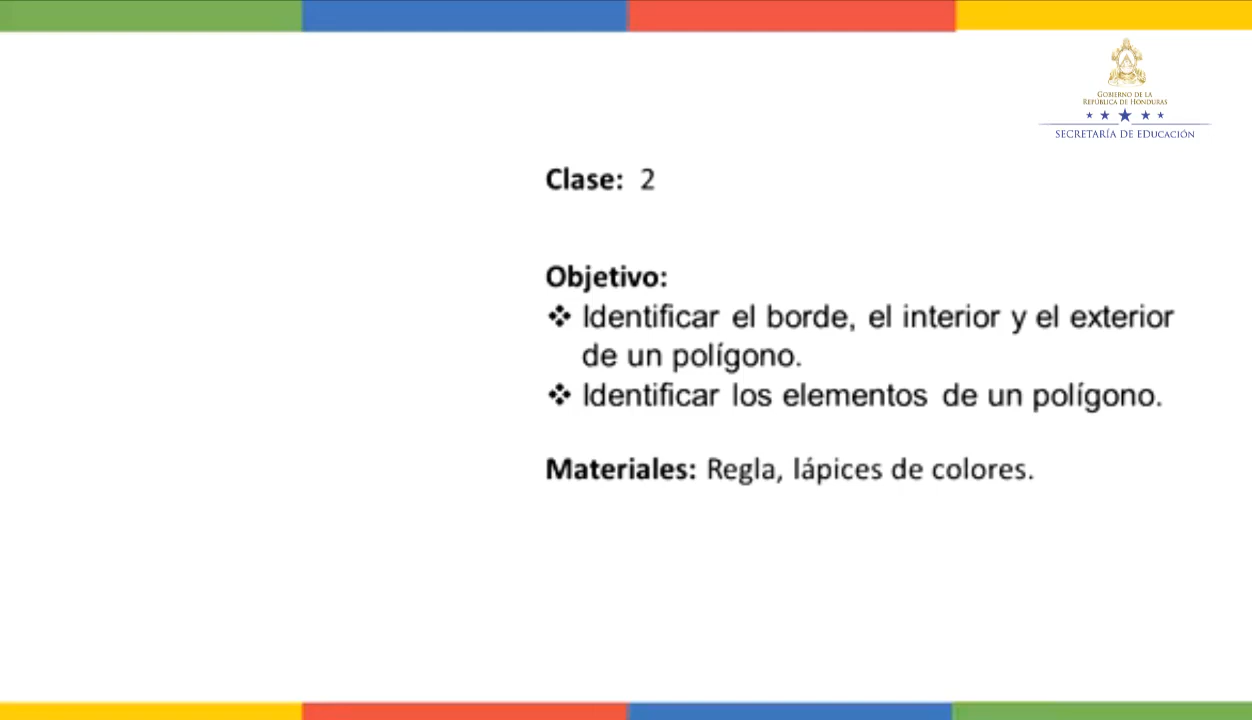 GOBIERNO DE LA
REPÚBLICA DE HONDURAS
SECRETARÍA DE EDUCACIÓN
Clase: 2
Objetivo:
❖ Identificar el borde, el interior y el exterior
de un polígono.
❖ Identificar los elementos de un polígono.
Materiales: Regla, lápices de colores.